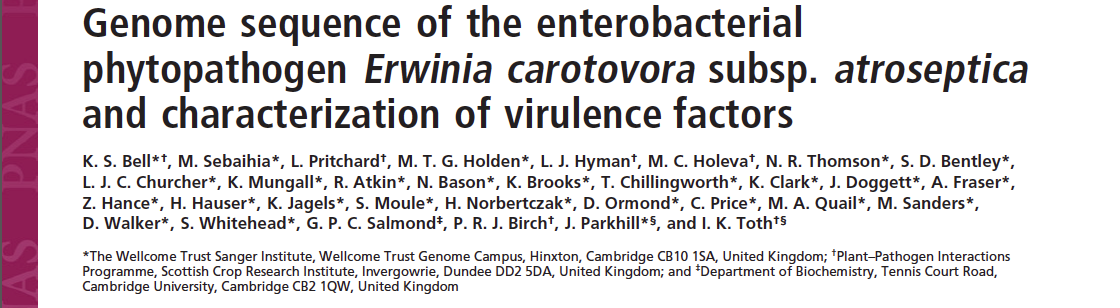 Genome sequence of the enterobacterial
phytopathogen Erwinia carotovora subsp. atroseptica
and characterization of virulence factors
K. S. Bell*†, M. Sebaihia*, L. Pritchard†, M. T. G. Holden*, L. J. Hyman†, M. C. Holeva†, N. R. Thomson*, S. D. Bentley*,
L. J. C. Churcher*, K. Mungall*, R. Atkin*, N. Bason*, K. Brooks*, T. Chillingworth*, K. Clark*, J. Doggett*, A. Fraser*,
Z. Hance*, H. Hauser*, K. Jagels*, S. Moule*, H. Norbertczak*, D. Ormond*, C. Price*, M. A. Quail*, M. Sanders*,
D. Walker*, S. Whitehead*, G. P. C. Salmond‡, P. R. J. Birch†, J. Parkhill*§, and I. K. Toth†§
*The Wellcome Trust Sanger Institute, Wellcome Trust Genome Campus, Hinxton, Cambridge CB10 1SA, United Kingdom; †Plant–Pathogen Interactions
Programme, Scottish Crop Research Institute, Invergowrie, Dundee DD2 5DA, United Kingdom; and ‡Department of Biochemistry, Tennis Court Road,
Cambridge University, Cambridge CB2 1QW, United Kingdom
PNAS